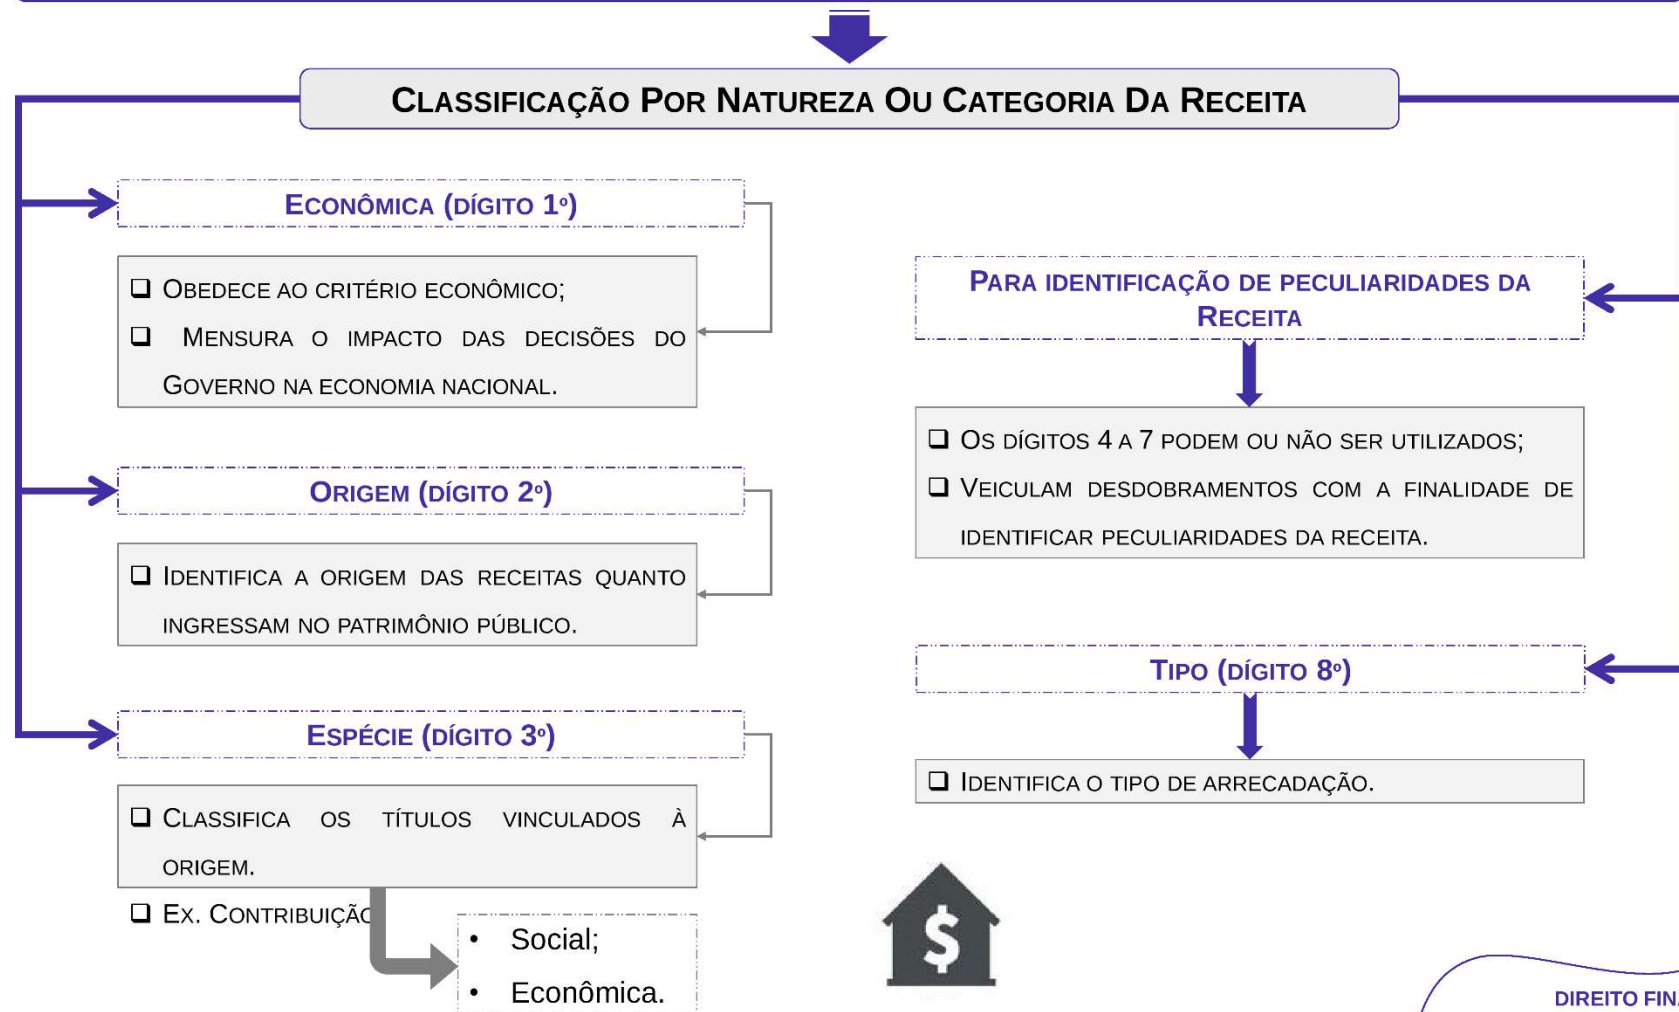 Classificação Por Natureza Ou Categoria Da Receita
Econômica (dígito 1º)
Obedece ao critério econômico;
Mensura o impacto das decisões do
Governo na economia nacional.
Origem (dígito 2º)
Identifica a origem das receitas quanto
ingressam no patrimônio público.
Espécie (dígito 3º)
Classifica os títulos vinculados à
origem.
Ex. Contribuição
• Social;
• Econômica.
Para identificação de peculiaridades da
Receita
Os dígitos 4 a 7 podem ou não ser utilizados;
Veiculam desdobramentos com a finalidade de
identificar peculiaridades da receita.
Tipo (dígito 8º)
Identifica o tipo de arrecadação.
$
DIREITO FIN